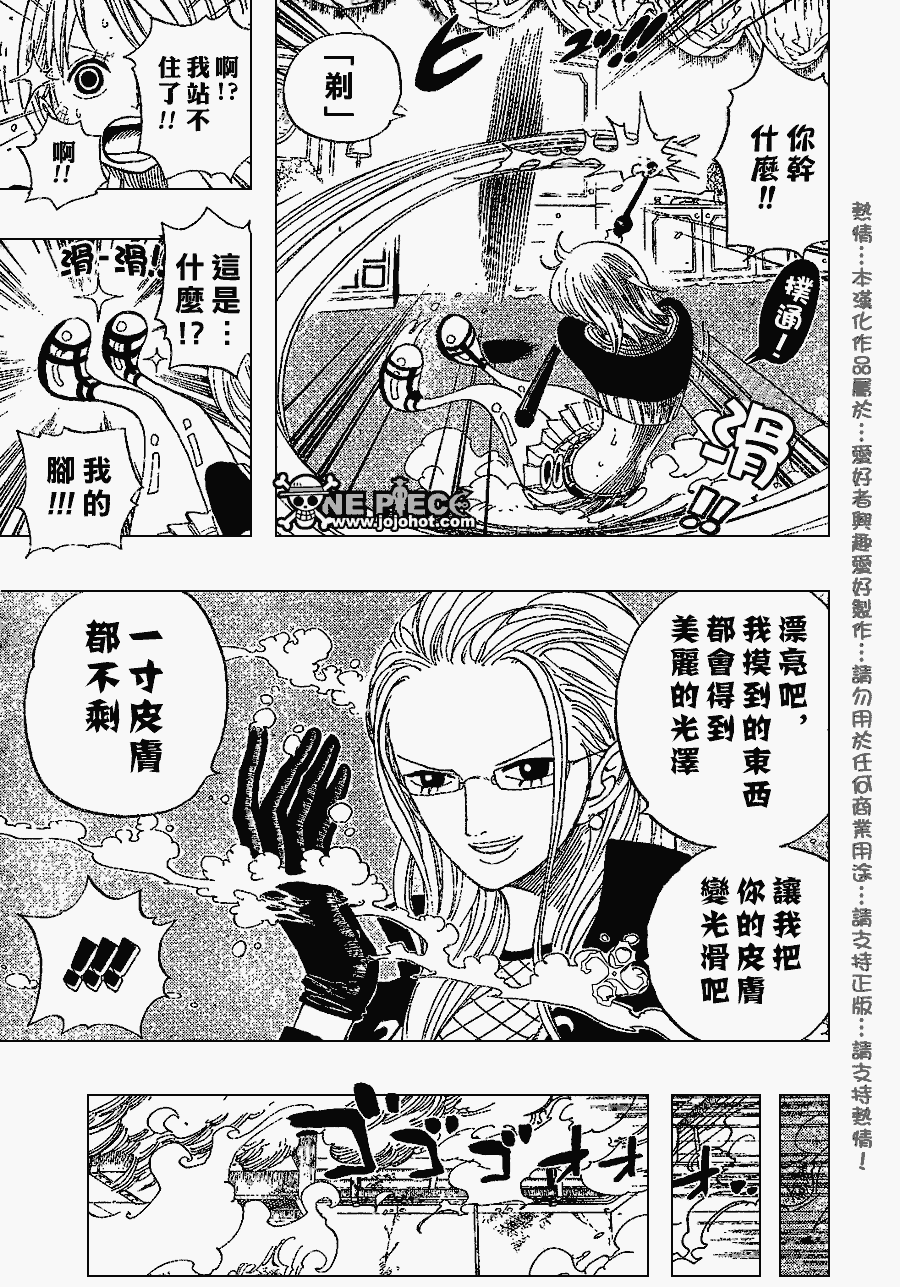 你幹
什麼!!
ビッ!!!
「剃」
撲通!
滑!!
啊!?
我站不
住了!!
啊!!
這是…
什麼!?
滑-滑!!
我的
腳!!!
ONE PIECE
www.jojohot.com
漂亮吧,
我摸到的東西
都會得到
美麗的光澤
讓我把
你的皮膚
變光滑吧
一寸皮膚
都不剩
!!!
ゴゴゴオオオ…
熱情…本漢化作品屬於…愛好者興趣愛好製作…請勿用於任何商業用途…請支持正版…請支持熱情!